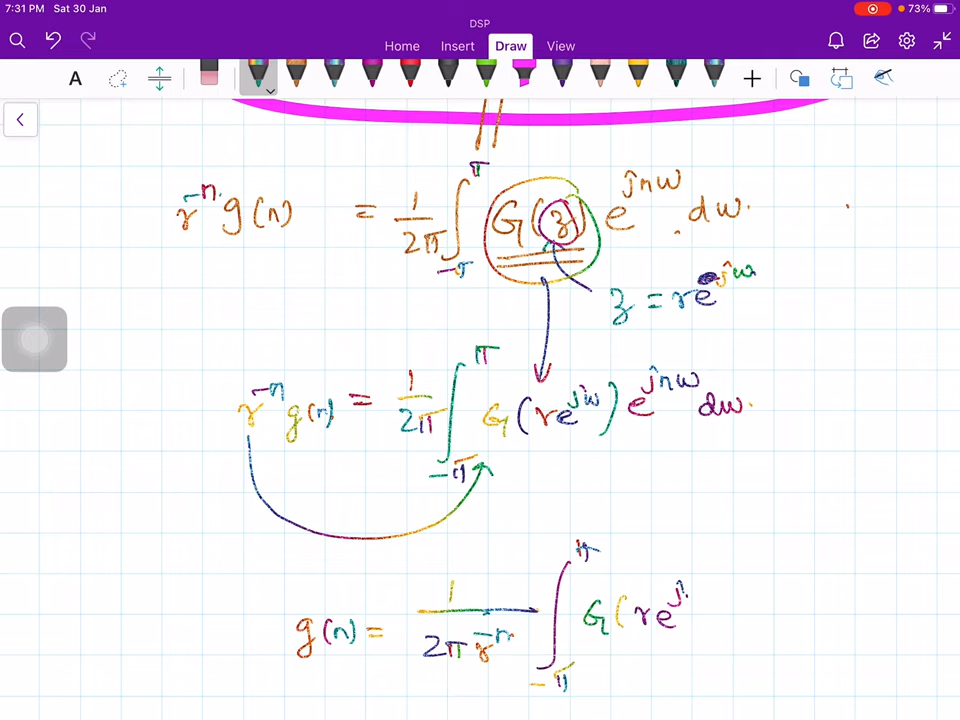 7:31 PM Sat 30 Jan 73%
DSP
Home Insert Draw View
A
r⁻ⁿ g(n) = 1/2π ∫_{-π}^{π} G(z) e^{jnω} dω.
z = re^{jω}
r⁻ⁿ g(n) = 1/2π ∫_{-π}^{π} G(re^{jω}) e^{jnω} dω.
g(n) = 1/2π r⁻ⁿ ∫_{-π}^{π} G(re^{j